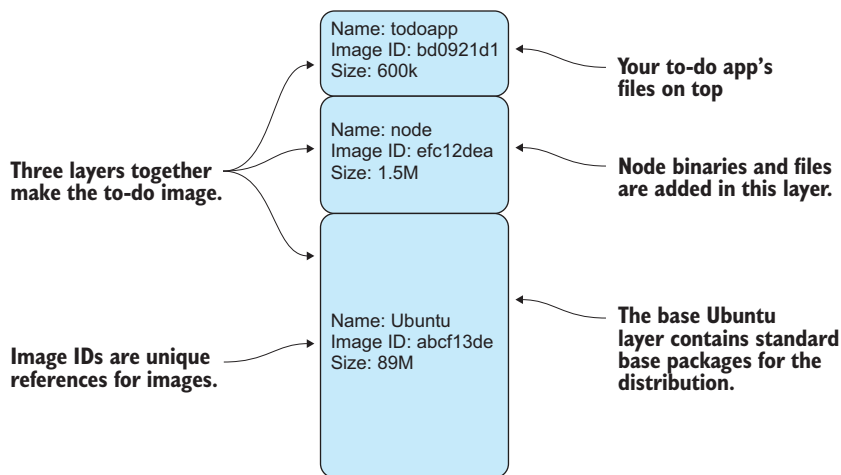 Name: todoapp
Image ID: bd0921d1
Size: 600k
Your to-do app's
files on top
Name: node
Image ID: efc12dea
Size: 1.5M
Three layers together
make the to-do image.
Node binaries and files
are added in this layer.
Name: Ubuntu
Image ID: abcf13de
Size: 89M
Image IDs are unique
references for images.
The base Ubuntu
layer contains standard
base packages for the
distribution.